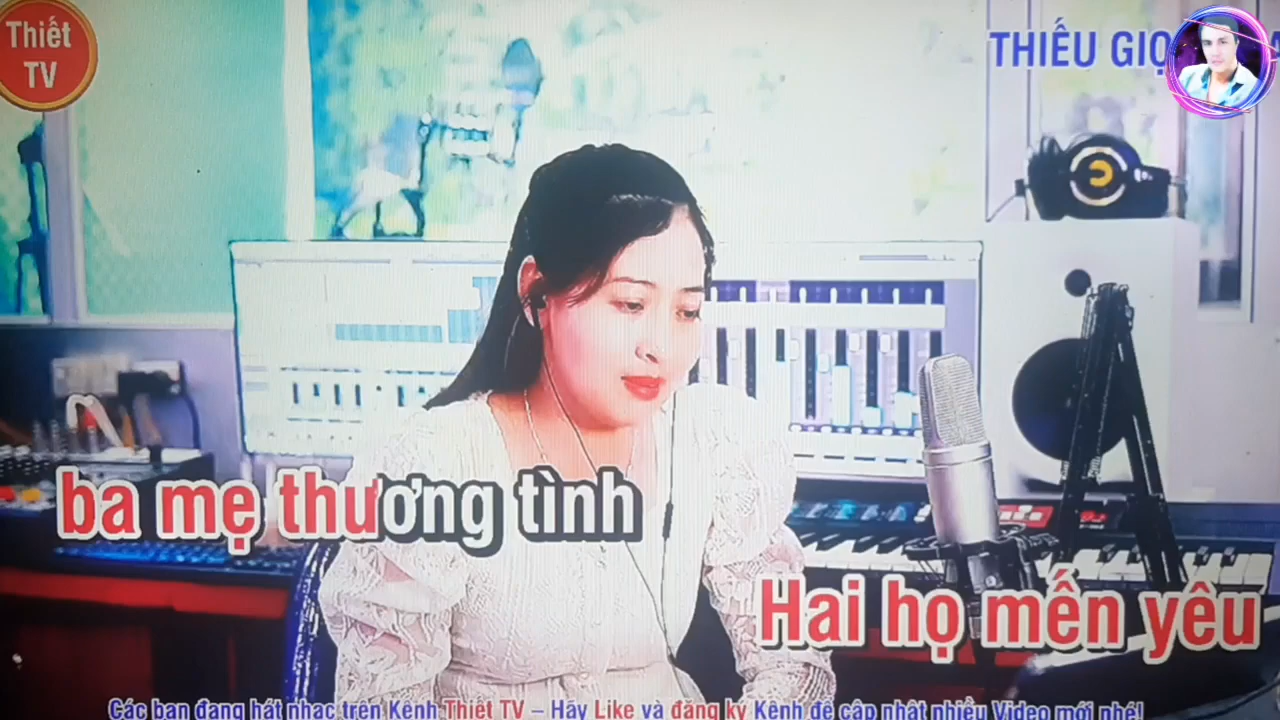 Thiết
TV
THIẾU GIỌ
ba mẹ thương tình
Hai họ mến yêu
Các bạn đang hát nhạc trên Kênh Thiết TV – Hãy Like và đăng ký Kênh để cập nhật nhiều Video mới nhé!